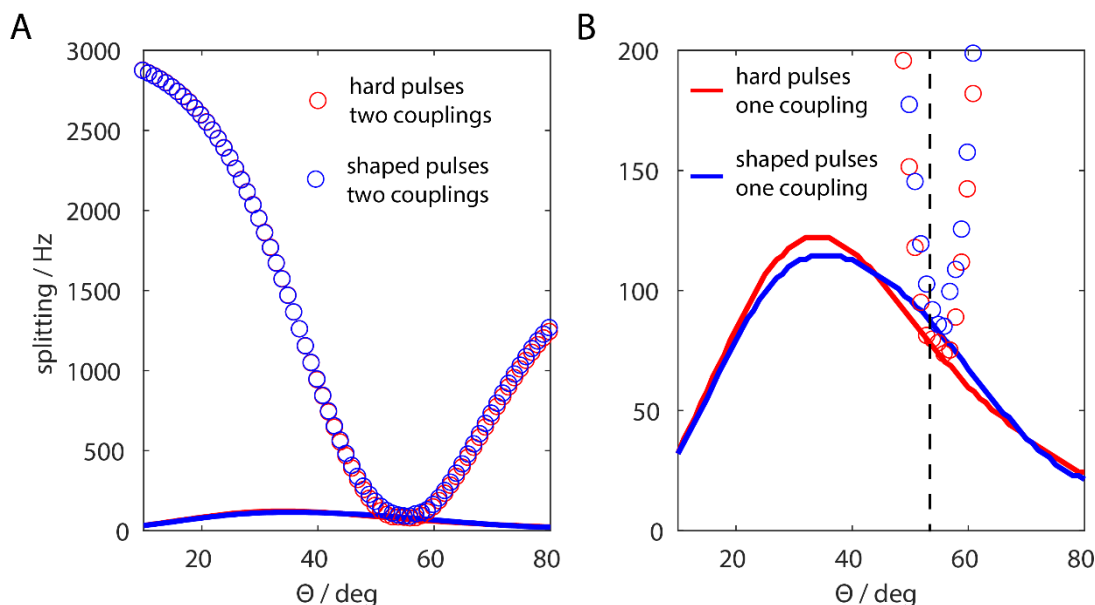 A
3000
2500
2000
1500
1000
500
0
splitting / Hz
hard pulses
two couplings
shaped pulses
two couplings
20
40
60
80
Θ / deg
B
200
150
100
50
0
hard pulses
one coupling
shaped pulses
one coupling
20
40
60
80
Θ / deg